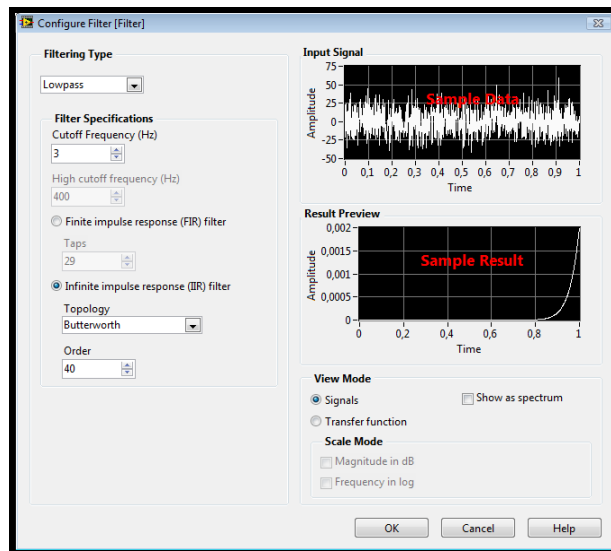 Configure Filter [Filter]
Filtering Type
Lowpass
Filter Specifications
Cutoff Frequency (Hz)
3
High cutoff frequency (Hz)
400
Finite impulse response (FIR) filter
Taps
29
Infinite impulse response (IIR) filter
Topology
Butterworth
Order
40
Input Signal
Amplitude
75
50
25
0
-25
-50
Sample Data
0 0,1 0,2 0,3 0,4 0,5 0,6 0,7 0,8 0,9 1
Time
Result Preview
Amplitude
0,002
0,0015
0,001
0,0005
0
Sample Result
0 0,2 0,4 0,6 0,8 1
Time
View Mode
Signals Show as spectrum
Transfer function
Scale Mode
Magnitude in dB
Frequency in log
OK Cancel Help